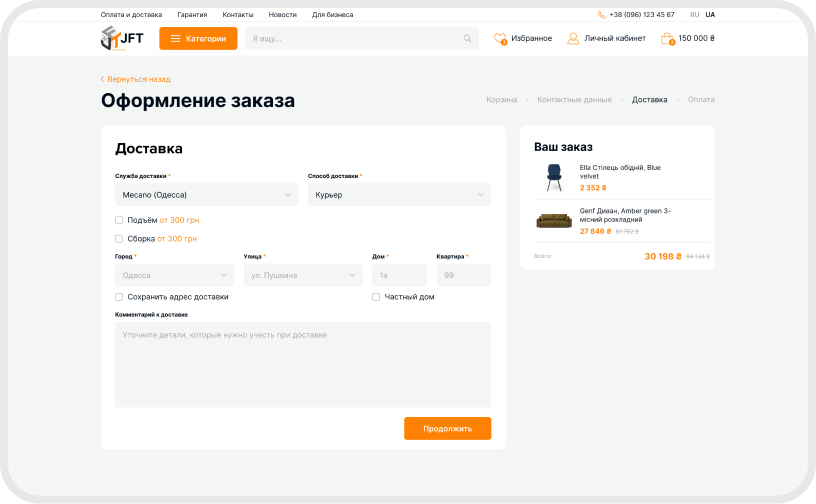 Оплата и доставка Гарантия Контакты Новости Для бизнеса +38 (096) 123 45 67 RU UA
JFT Категории Я ищу... 2 Избранное Личный кабинет 2 150 000 ₴
Вернуться назад
Оформление заказа
Корзина - Контактные данные - Доставка - Оплата
Доставка
Служба доставки * Способ доставки *
Mecano (Одесса) Курьер
Подъём от 300 грн
Сборка от 300 грн
Город * Улица * Дом * Квартира *
Одесса ул. Пушкина 1а 99
Сохранить адрес доставки Частный дом
Комментарий к доставке
Уточните детали, которые нужно учесть при доставке
Продолжить
Ваш заказ
Ella Стілець обідній, Blue
velvet
2 352 ₴
Genf Диван, Amber green 3-
місний розкладний
27 846 ₴ 61 782 ₴
Всего: 30 198 ₴ 64 134 ₴